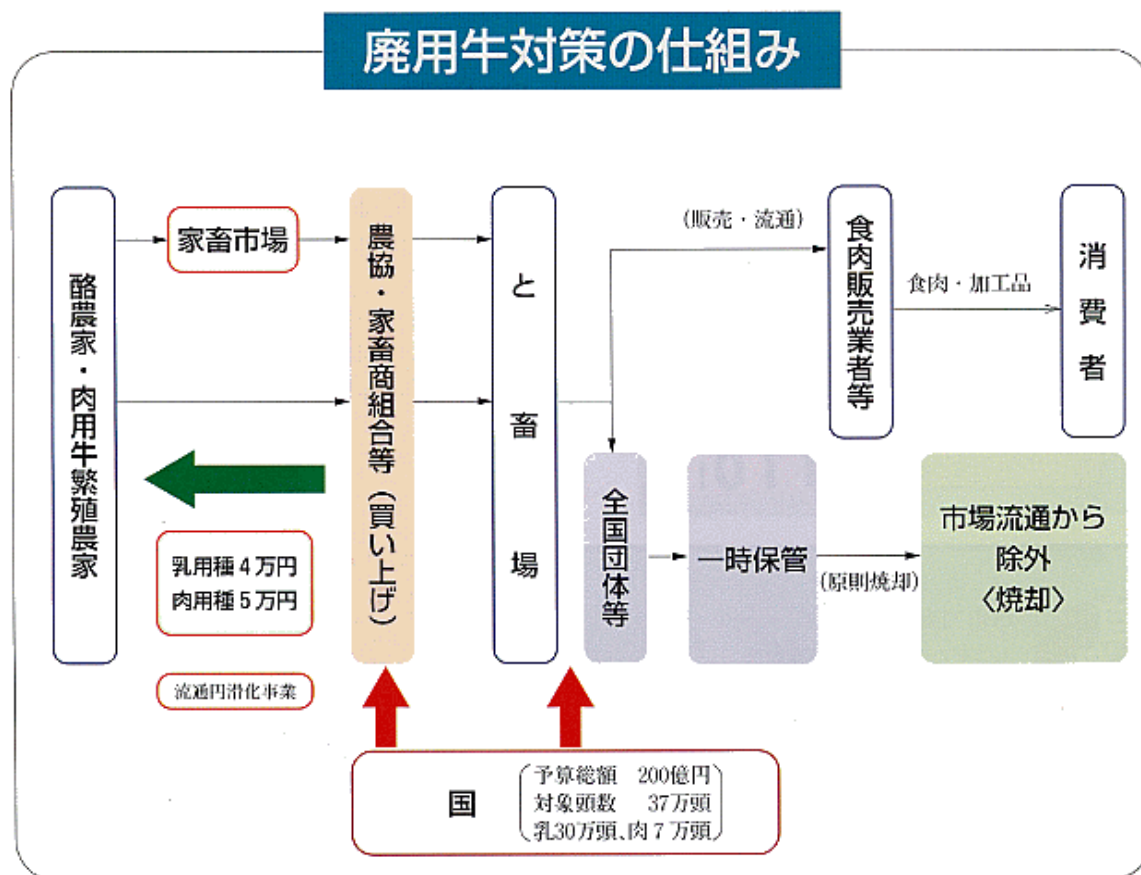 廃用牛対策の仕組み
酪農家・肉用牛繁殖農家
家畜市場
農協・家畜商組合等(買い上げ)
と畜場
(販売・流通)
食肉販売業者等
食肉・加工品
消費者
乳用種4万円
肉用種5万円
流通円滑化事業
全国団体等
一時保管
(原則焼却)
市場流通から
除外
〈焼却〉
国
予算総額 200億円
対象頭数 37万頭
乳30万頭、肉7万頭